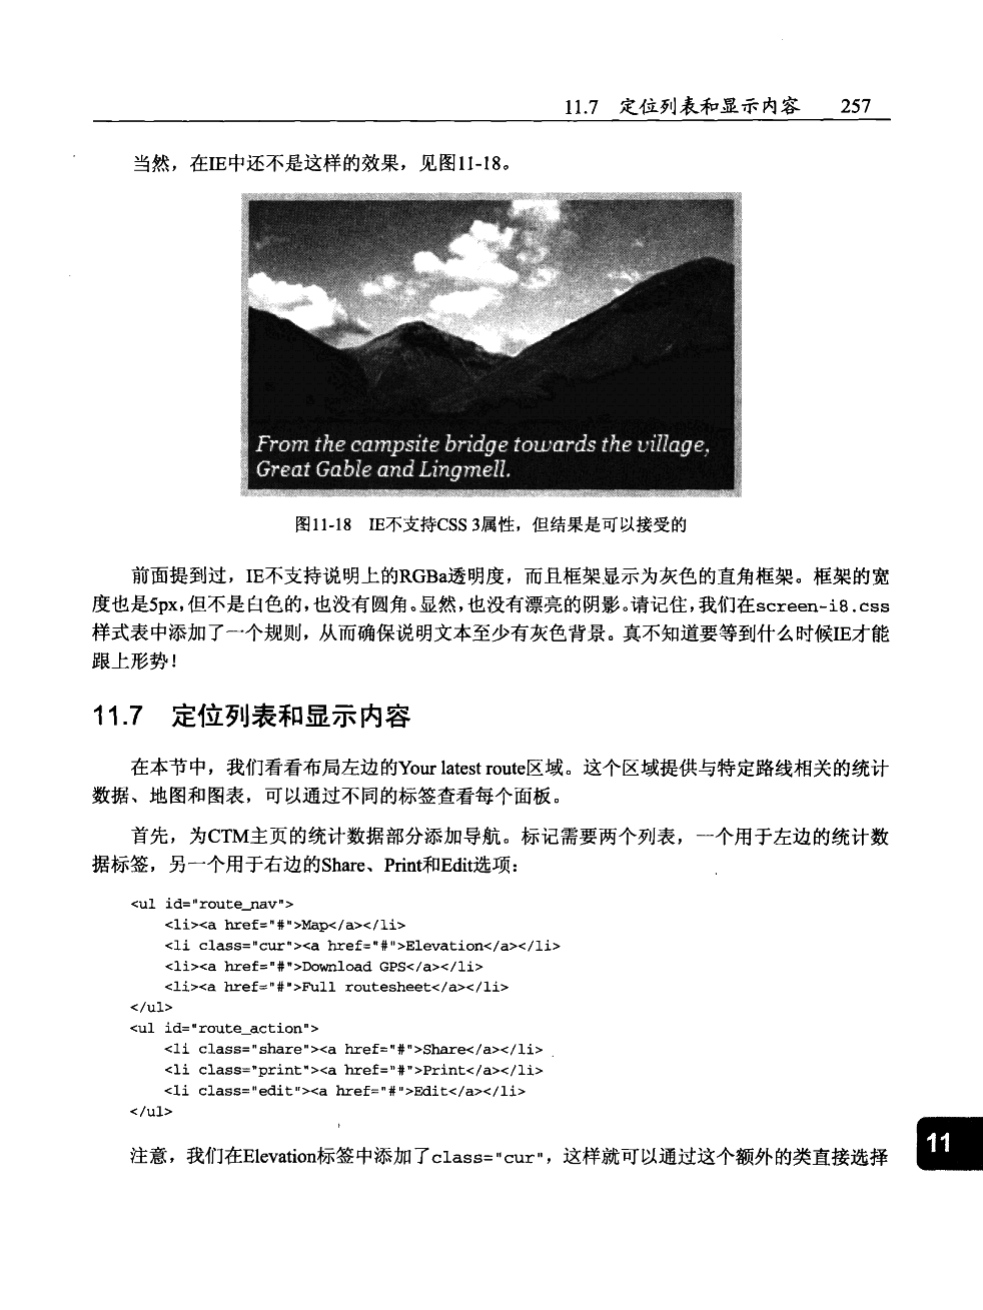 11.7 定位列表和显示内容 257
当然，在IE中还不是这样的效果，见图11-18。
From the campsite bridge towards the village,
Great Gable and Lingmell.
图11-18 IE不支持CSS 3属性，但结果是可以接受的
前面提到过，IE不支持说明上的RGBa透明度，而且框架显示为灰色的直角框架。框架的宽
度也是5px，但不是白色的，也没有圆角。显然，也没有漂亮的阴影。请记住，我们在screen-i8.css
样式表中添加了一个规则，从而确保说明文本至少有灰色背景。真不知道要等到什么时候IE才能
跟上形势！
11.7 定位列表和显示内容
在本节中，我们看看布局左边的Your latest route区域。这个区域提供与特定路线相关的统计
数据、地图和图表，可以通过不同的标签查看每个面板。
首先，为CTM主页的统计数据部分添加导航。标记需要两个列表，一个用于左边的统计数
据标签，另一个用于右边的Share、Print和Edit选项：
<ul id="route_nav">
<li><a href="#">Map</a></li>
<li class="cur"><a href="#">Elevation</a></li>
<li><a href="#">Download GPS</a></li>
<li><a href="#">Full routesheet</a></li>
</ul>
<ul id="route_action">
<li class="share"><a href="#">Share</a></li>
<li class="print"><a href="#">Print</a></li>
<li class="edit"><a href="#">Edit</a></li>
</ul>
注意，我们在Elevation标签中添加了class="cur"，这样就可以通过这个额外的类直接选择
11